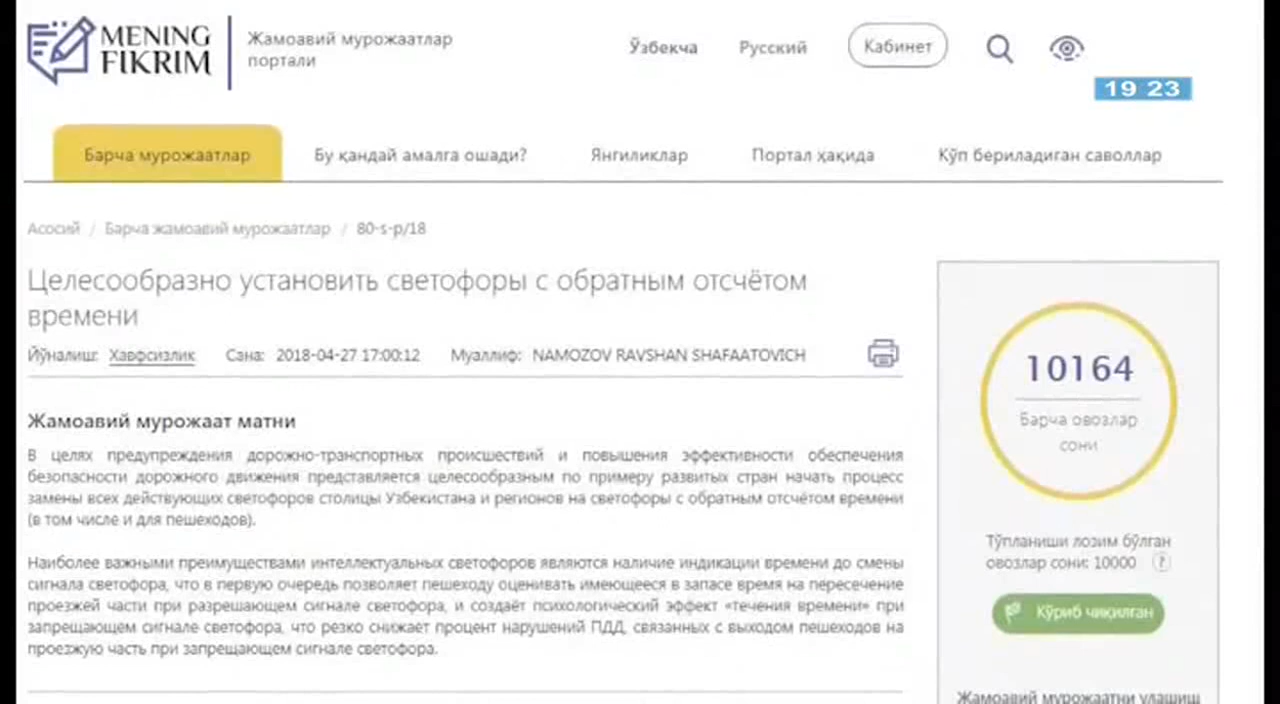 MENING
FIKRIM
Жамоавий мурожаатлар
портали
Ўзбекча
Русский
Кабинет
19 23
Барча мурожаатлар
Бу қандай амалга ошади?
Янгиликлар
Портал ҳақида
Кўп бериладиган саволлар
Асосий / Барча жамоавий мурожаатлар / 80-s-p/18
Целесообразно установить светофоры с обратным отсчётом
времени
Йўналиш: Хавфсизлик Сана: 2018-04-27 17:00:12 Муаллиф: NAMOZOV RAVSHAN SHAFAATOVICH
Жамоавий мурожаат матни
В целях предупреждения дорожно-транспортных происшествий и повышения эффективности обеспечения
безопасности дорожного движения представляется целесообразным по примеру развитых стран начать процесс
замены всех действующих светофоров столицы Узбекистана и регионов на светофоры с обратным отсчётом времени
(в том числе и для пешеходов).
Наиболее важными преимуществами интеллектуальных светофоров являются наличие индикации времени до смены
сигнала светофора, что в первую очередь позволяет пешеходу оценивать имеющееся в запасе время на пересечение
проезжей части при разрешающем сигнале светофора, и создаёт психологический эффект «течения времени» при
запрещающем сигнале светофора, что резко снижает процент нарушений ПДД, связанных с выходом пешеходов на
проезжую часть при запрещающем сигнале светофора.
10164
Барча овозлар
сони
Тўпланиши лозим бўлган
овозлар сони: 10000 ?
Кўриб чиқилган
Жамоавий мурожаатни улашиш